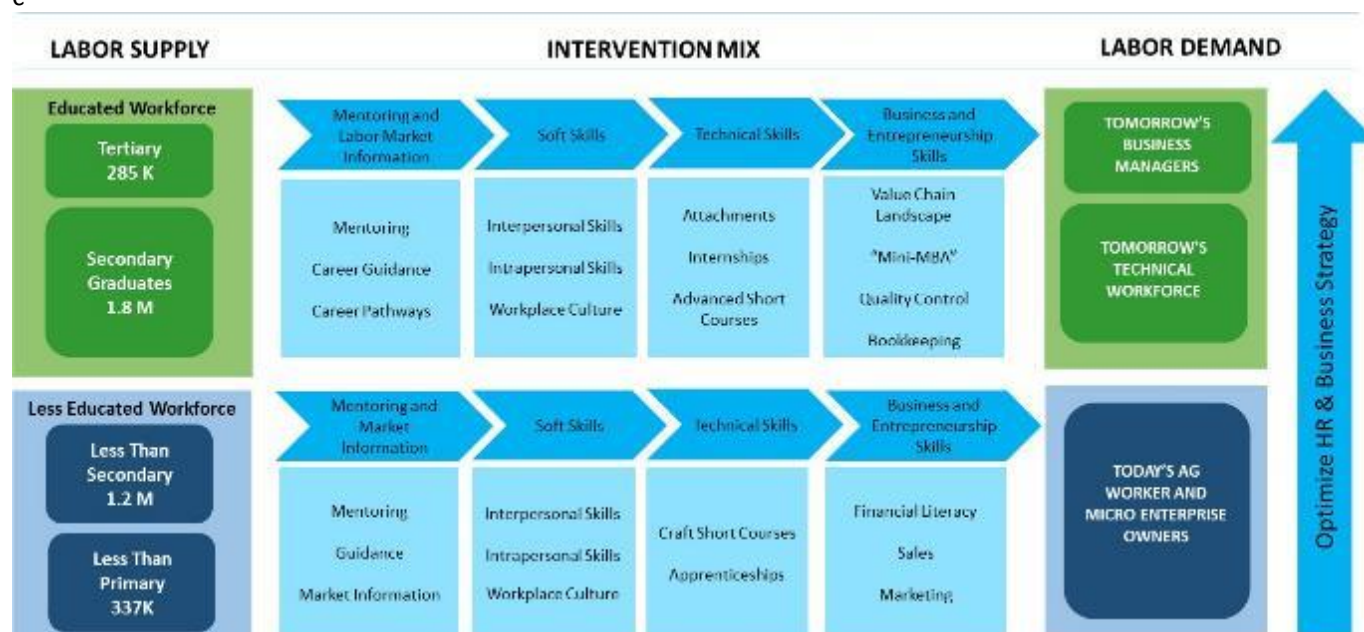 LABOR SUPPLY
INTERVENTION MIX
LABOR DEMAND
Educated Workforce
Tertiary
285 K
Secondary
Graduates
1.8 M
Mentoring and
Labor Market
Information
Soft Skills
Technical Skills
Business and
Entrepreneurship
Skills
Mentoring
Career Guidance
Career Pathways
Interpersonal Skills
Intrapersonal Skills
Workplace Culture
Attachments
Internships
Advanced Short
Courses
Value Chain
Landscape
"Mini-MBA"
Quality Control
Bookkeeping
TOMORROW'S
BUSINESS
MANAGERS
TOMORROW'S
TECHNICAL
WORKFORCE
Less Educated Workforce
Less Than
Secondary
1.2 M
Less Than
Primary
337K
Mentoring and
Market
Information
Soft Skills
Technical Skills
Business and
Entrepreneurship
Skills
Mentoring
Guidance
Market Information
Interpersonal Skills
Intrapersonal Skills
Workplace Culture
Craft Short Courses
Apprenticeships
Financial Literacy
Sales
Marketing
TODAY'S AG
WORKER AND
MICRO ENTERPRISE
OWNERS
Optimize HR & Business Strategy